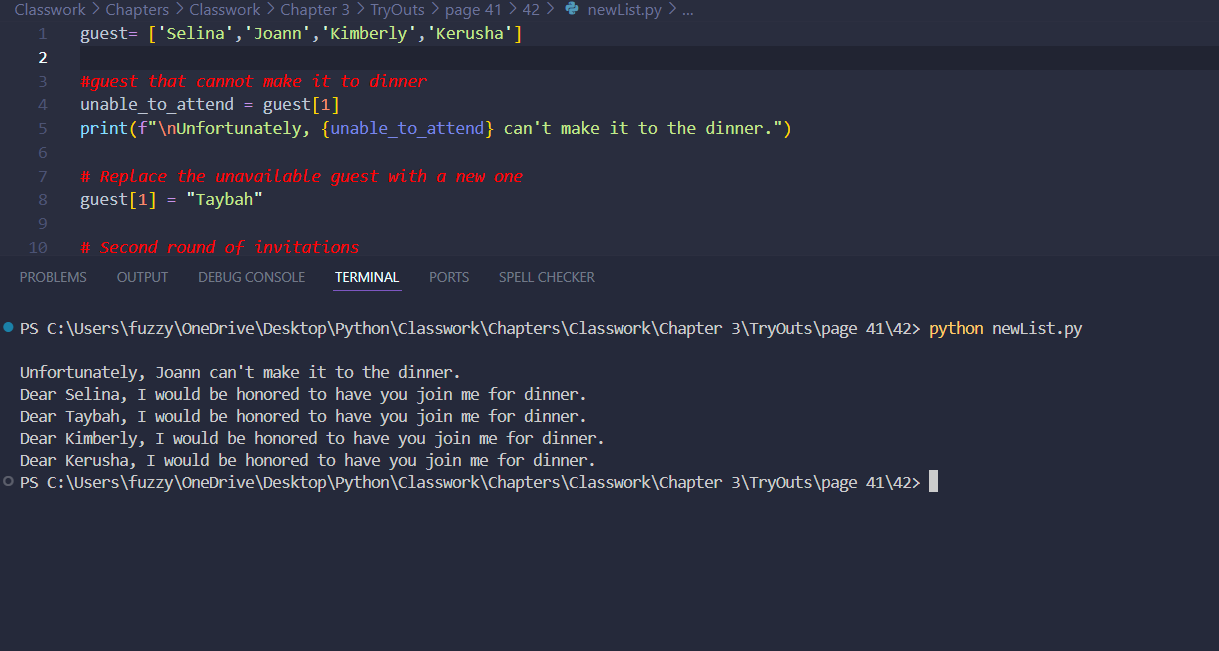 Classwork > Chapters > Classwork > Chapter 3 > TryOuts > page 41 > 42 > newList.py > ...
1 guest= ['Selina','Joann','Kimberly','Kerusha']
2
3 #guest that cannot make it to dinner
4 unable_to_attend = guest[1]
5 print(f"\nUnfortunately, {unable_to_attend} can't make it to the dinner.")
6
7 # Replace the unavailable guest with a new one
8 guest[1] = "Taybah"
9
10 # Second round of invitations
PROBLEMS OUTPUT DEBUG CONSOLE TERMINAL PORTS SPELL CHECKER
PS C:\Users\fuzzy\OneDrive\Desktop\Python\Classwork\Chapters\Classwork\Chapter 3\TryOuts\page 41\42> python newList.py
Unfortunately, Joann can't make it to the dinner.
Dear Selina, I would be honored to have you join me for dinner.
Dear Taybah, I would be honored to have you join me for dinner.
Dear Kimberly, I would be honored to have you join me for dinner.
Dear Kerusha, I would be honored to have you join me for dinner.
PS C:\Users\fuzzy\OneDrive\Desktop\Python\Classwork\Chapters\Classwork\Chapter 3\TryOuts\page 41\42>